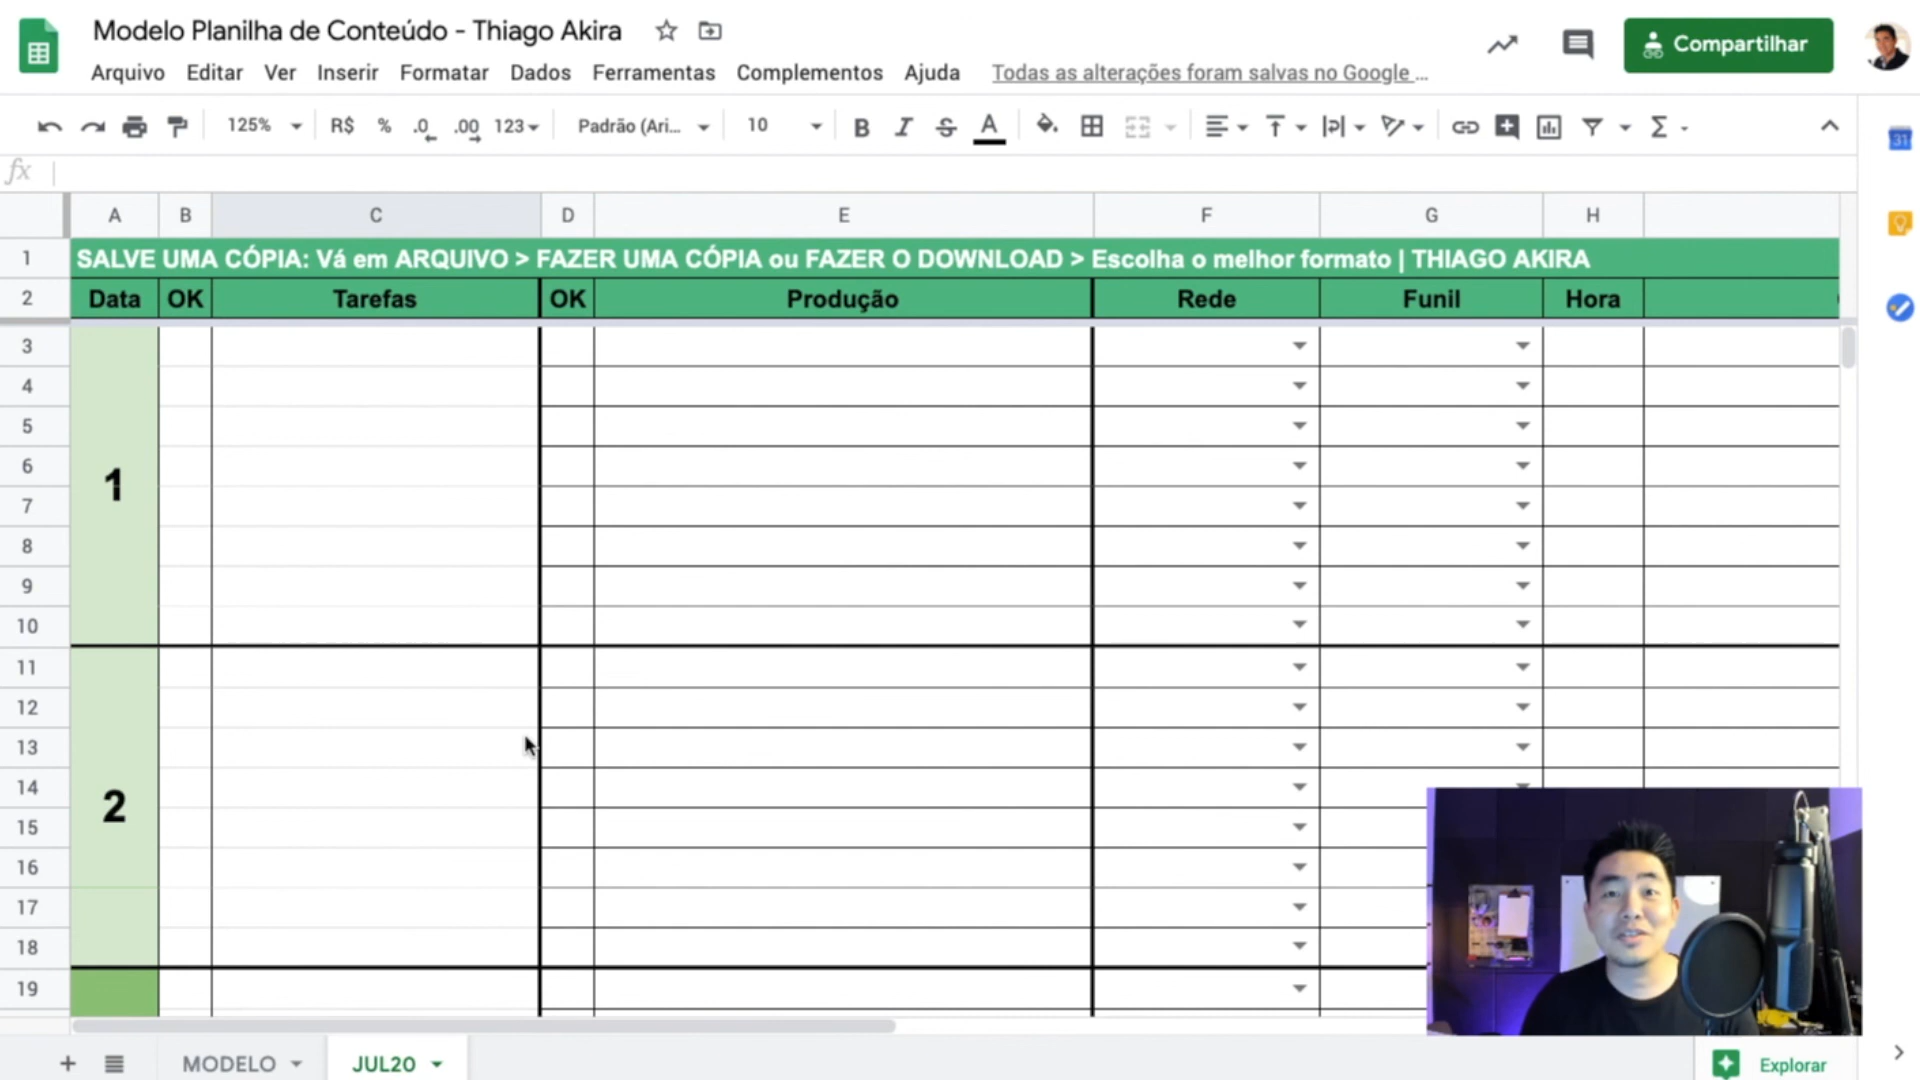 Modelo Planilha de Conteúdo - Thiago Akira
Arquivo Editar Ver Inserir Formatar Dados Ferramentas Complementos Ajuda Todas as alterações foram salvas no Google ...
Compartilhar
125% R$ % .0 .00 123 Padrão (Ari... 10 B I S A
31
fx
A B C D E F G H
1 SALVE UMA CÓPIA: Vá em ARQUIVO > FAZER UMA CÓPIA ou FAZER O DOWNLOAD > Escolha o melhor formato | THIAGO AKIRA
2 Data OK Tarefas OK Produção Rede Funil Hora
3
4
5
6
7
1
8
9
10
11
12
13
14
2
15
16
17
18
19
+ MODELO JUL20 Explorar